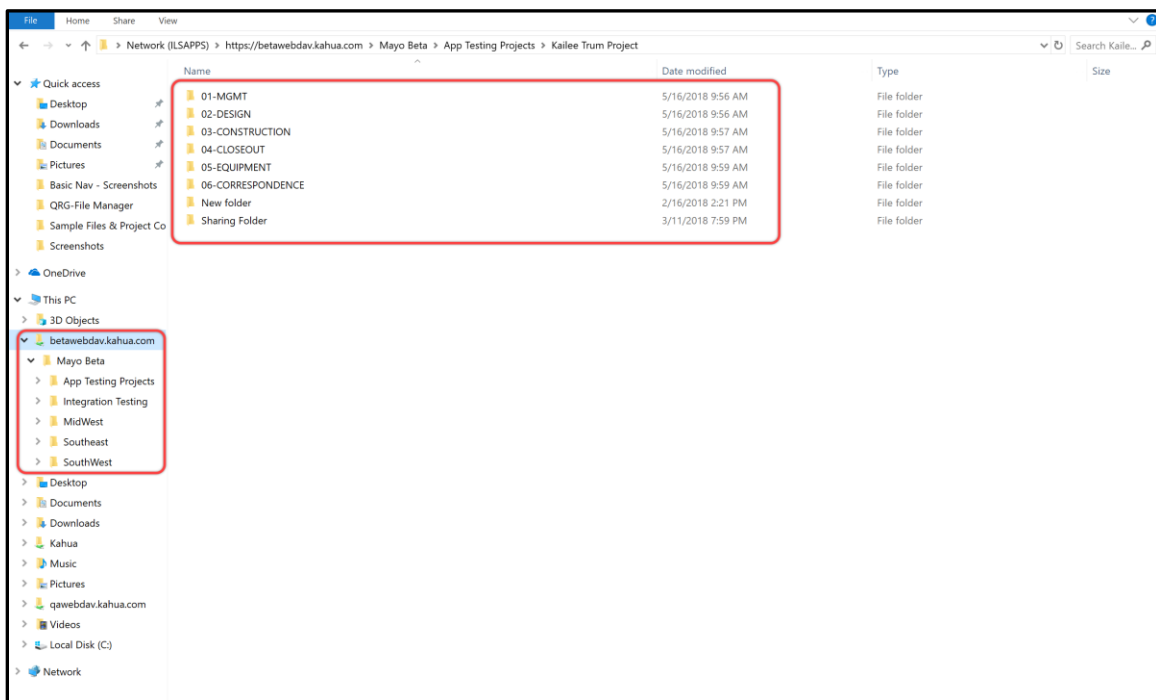 File Home Share View
Network (ILSAPPS) > https://betawebdav.kahua.com > Mayo Beta > App Testing Projects > Kailee Trum Project
Search Kaile...
Quick access
Desktop
Downloads
Documents
Pictures
Basic Nav - Screenshots
QRG-File Manager
Sample Files & Project Co
Screenshots
OneDrive
This PC
3D Objects
betawebdav.kahua.com
Mayo Beta
App Testing Projects
Integration Testing
MidWest
Southeast
SouthWest
Desktop
Documents
Downloads
Kahua
Music
Pictures
qawebdav.kahua.com
Videos
Local Disk (C:)
Network
Name Date modified Type Size
01-MGMT 5/16/2018 9:56 AM File folder
02-DESIGN 5/16/2018 9:56 AM File folder
03-CONSTRUCTION 5/16/2018 9:57 AM File folder
04-CLOSEOUT 5/16/2018 9:57 AM File folder
05-EQUIPMENT 5/16/2018 9:59 AM File folder
06-CORRESPONDENCE 5/16/2018 9:59 AM File folder
New folder 2/16/2018 2:21 PM File folder
Sharing Folder 3/11/2018 7:59 PM File folder